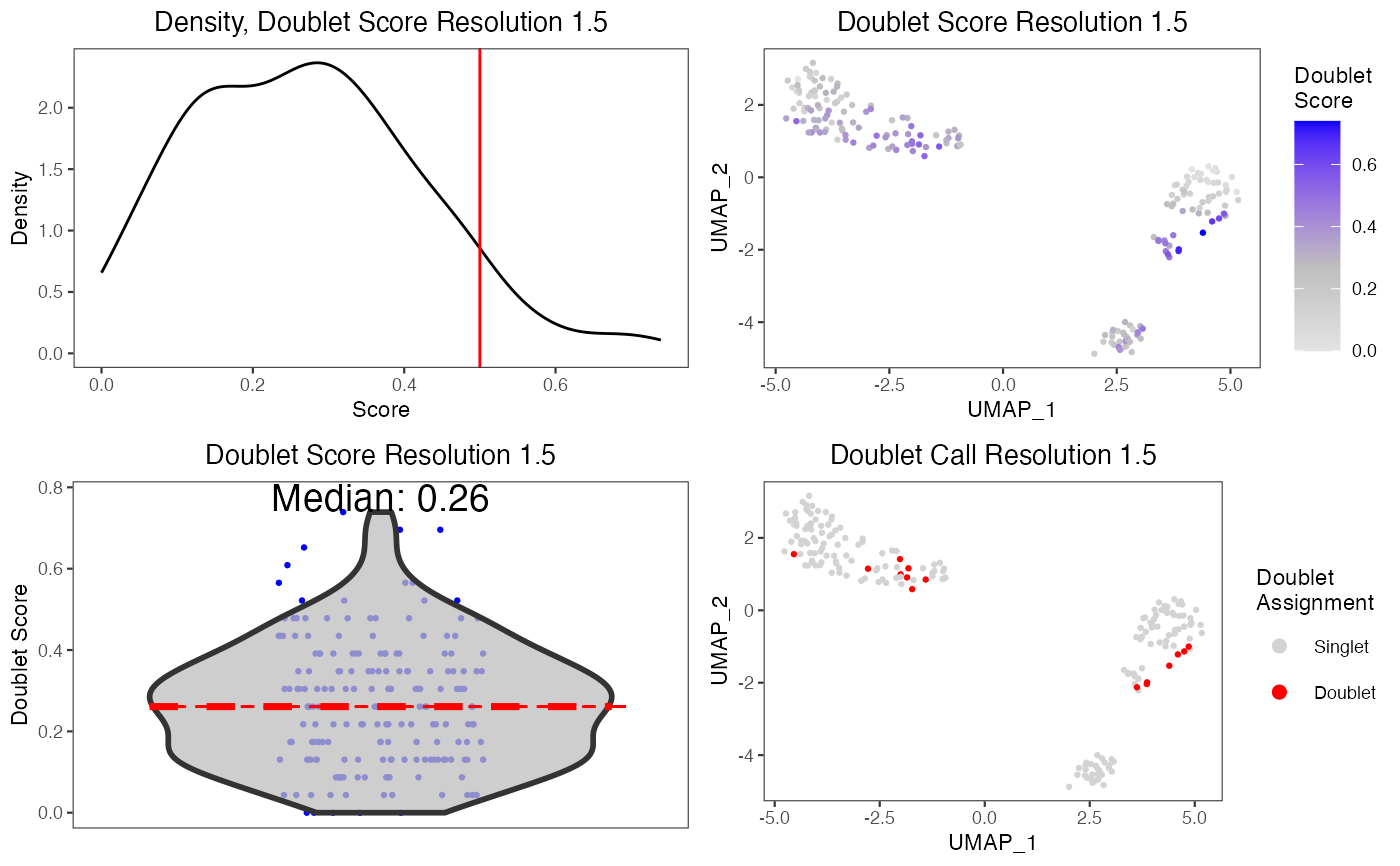 Density, Doublet Score Resolution 1.5
Density
2.0
1.5
1.0
0.5
0.0
0.0 0.2 0.4 0.6
Score
Doublet Score Resolution 1.5
UMAP_2
2
0
-2
-4
-5.0 -2.5 0.0 2.5 5.0
UMAP_1
Doublet
Score
0.6
0.4
0.2
0.0
Doublet Score Resolution 1.5
Median: 0.26
Doublet Score
0.8
0.6
0.4
0.2
0.0
Doublet Call Resolution 1.5
UMAP_2
2
0
-2
-4
-5.0 -2.5 0.0 2.5 5.0
UMAP_1
Doublet
Assignment
Singlet
Doublet